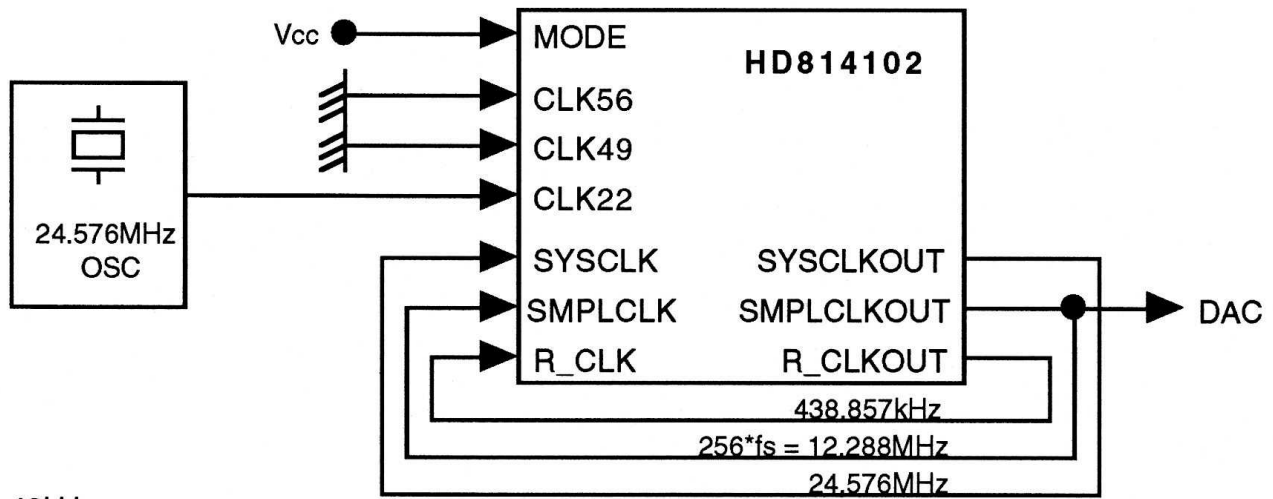 Vcc
MODE
HD814102
CLK56
CLK49
CLK22
24.576MHz
OSC
SYSCLK
SYSCLKOUT
SMPLCLK
SMPLCLKOUT
DAC
R_CLK
R_CLKOUT
438.857kHz
256*fs = 12.288MHz
24.576MHz